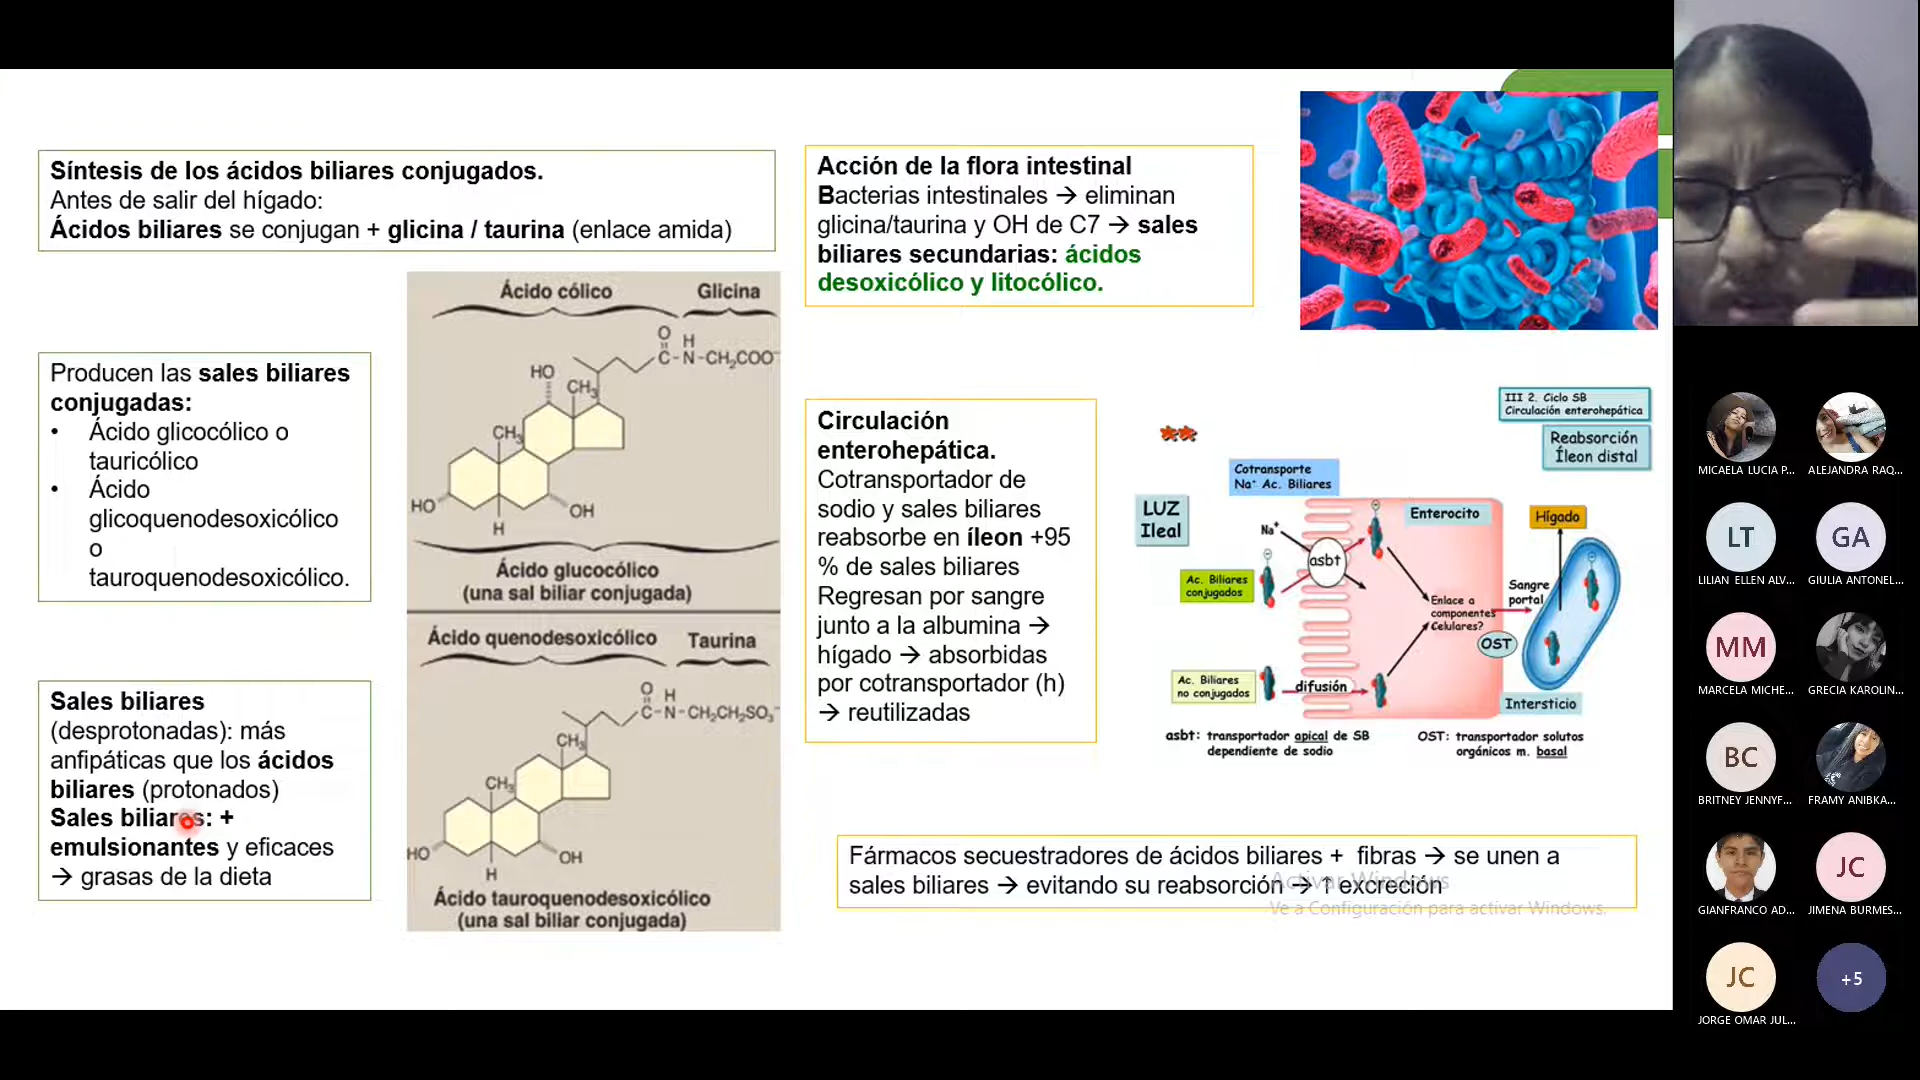 Síntesis de los ácidos biliares conjugados.
Antes de salir del hígado:
Ácidos biliares se conjugan + glicina / taurina (enlace amida)
Producen las sales biliares
conjugadas:
• Ácido glicocólico o
tauricólico
• Ácido
glicoquenodesoxicólico
o
tauroquenodesoxicólico.
Sales biliares
(desprotonadas): más
anfipáticas que los ácidos
biliares (protonados)
Sales biliares: +
emulsionantes y eficaces
→ grasas de la dieta
Ácido cólico Glicina
O H
C-N-CH₂COO⁻
HO
CH₃
CH₃
HO
OH
H
Ácido glucocólico
(una sal biliar conjugada)
Ácido quenodesoxicólico Taurina
O H
C-N-CH₂CH₂SO₃⁻
CH₃
CH₃
HO
OH
H
Ácido tauroquenodesoxicólico
(una sal biliar conjugada)
Acción de la flora intestinal
Bacterias intestinales → eliminan
glicina/taurina y OH de C7 → sales
biliares secundarias: ácidos
desoxicólico y litocólico.
Circulación
enterohepática.
Cotransportador de
sodio y sales biliares
reabsorbe en íleon +95
% de sales biliares
Regresan por sangre
junto a la albumina →
hígado → absorbidas
por cotransportador (h)
→ reutilizadas
**
III 2. Ciclo SB
Circulación enterohepática
Reabsorción
Íleon distal
Cotransporte
Na⁺ Ac. Biliares
LUZ
Ileal
Enterocito
Hígado
Na⁺
asbt
Ac. Biliares
conjugados
Sangre
portal
Enlace a
componentes
Celulares?
OST
Ac. Biliares
no conjugados
difusión
Intersticio
asbt: transportador apical de SB
dependiente de sodio
OST: transportador solutos
orgánicos m. basal
Fármacos secuestradores de ácidos biliares + fibras → se unen a
sales biliares → evitando su reabsorción → ↑ excreción
Activar Windows
Ve a Configuración para activar Windows.
MICAELA LUCIA P...
ALEJANDRA RAQ...
LT
LILIAN ELLEN ALV...
GA
GIULIA ANTONEL...
MM
MARCELA MICHE...
GRECIA KAROLIN...
BC
BRITNEY JENNYF...
FRAMY ANIBKA...
GIANFRANCO AD...
JC
JIMENA BURMES...
JC
JORGE OMAR JUL...
+5